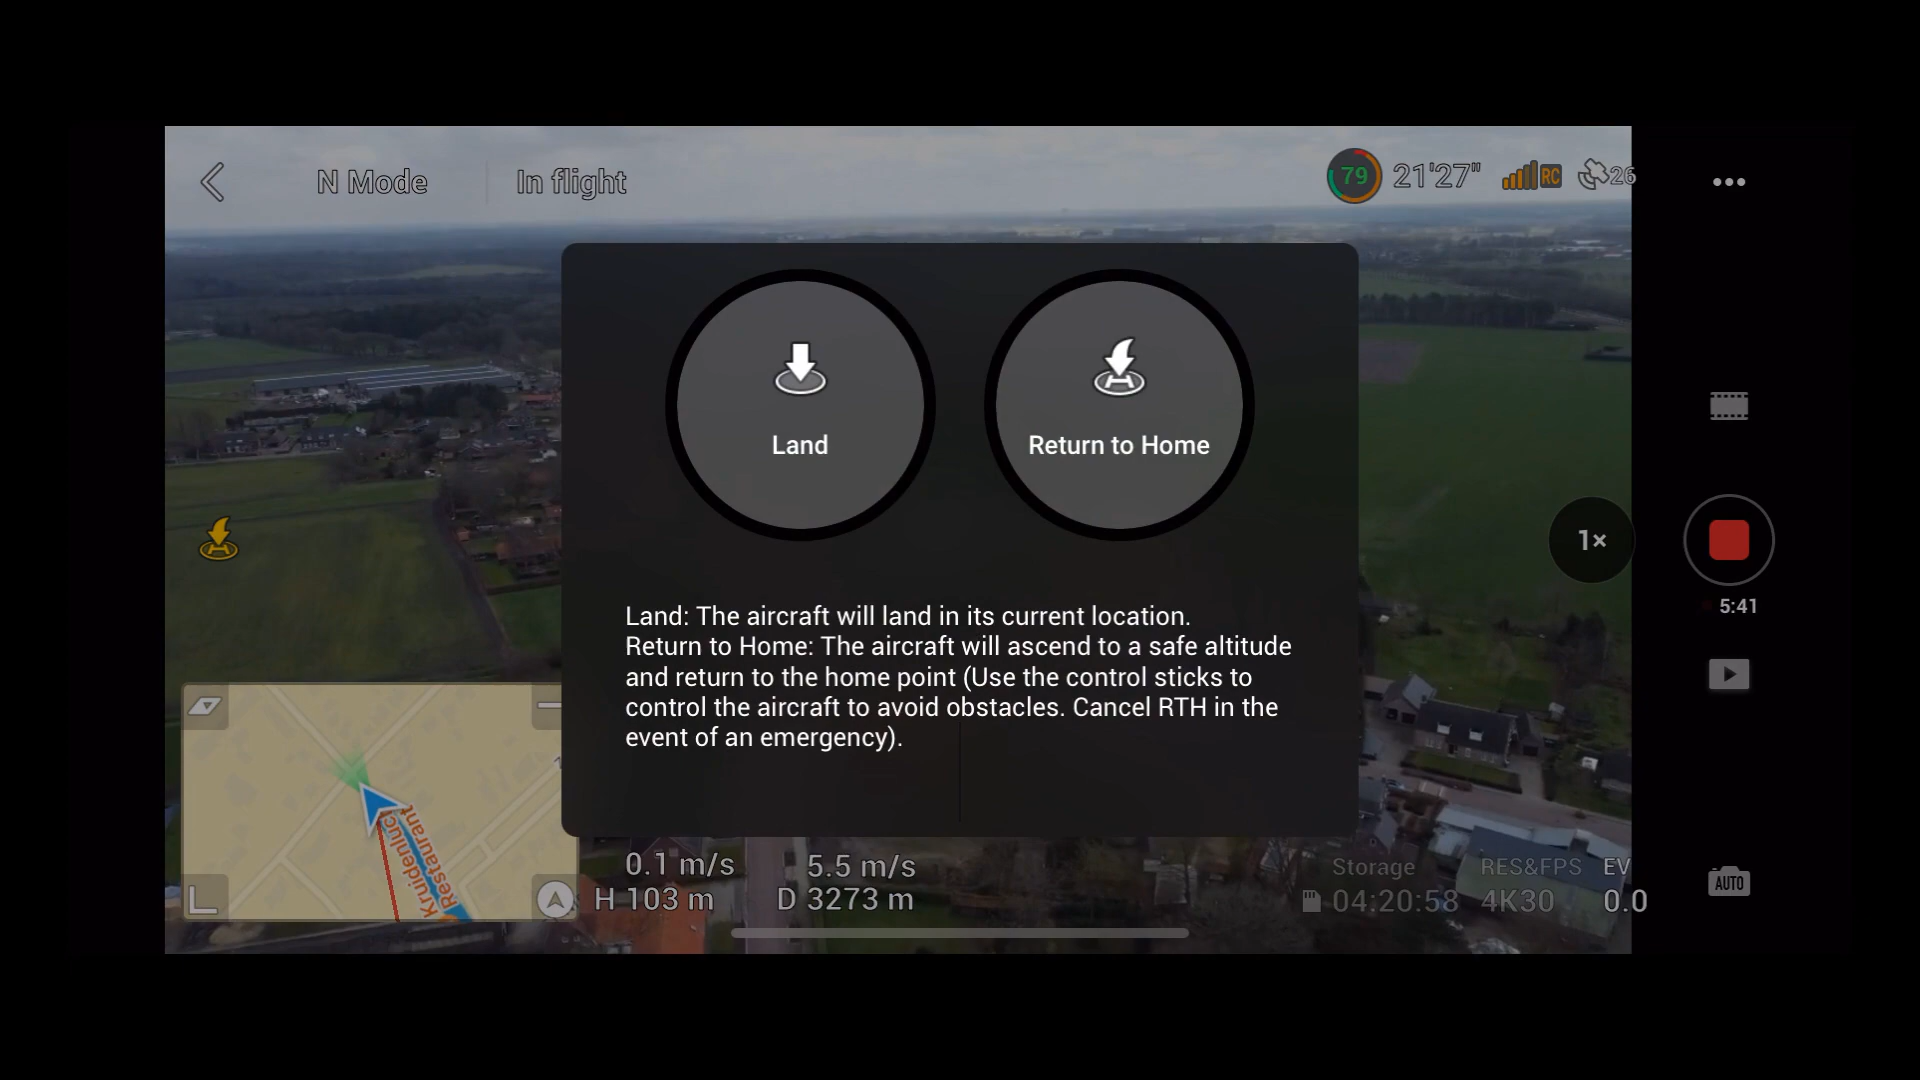 N Mode
In flight
79
21'27"
RC
26
Land
Return to Home
1×
5:41
Land: The aircraft will land in its current location.
Return to Home: The aircraft will ascend to a safe altitude
and return to the home point (Use the control sticks to
control the aircraft to avoid obstacles. Cancel RTH in the
event of an emergency).
Restaurant
0.1 m/s
5.5 m/s
H 103 m
D 3273 m
Storage
RES&FPS
EV
04:20:58
4K30
0.0
AUTO